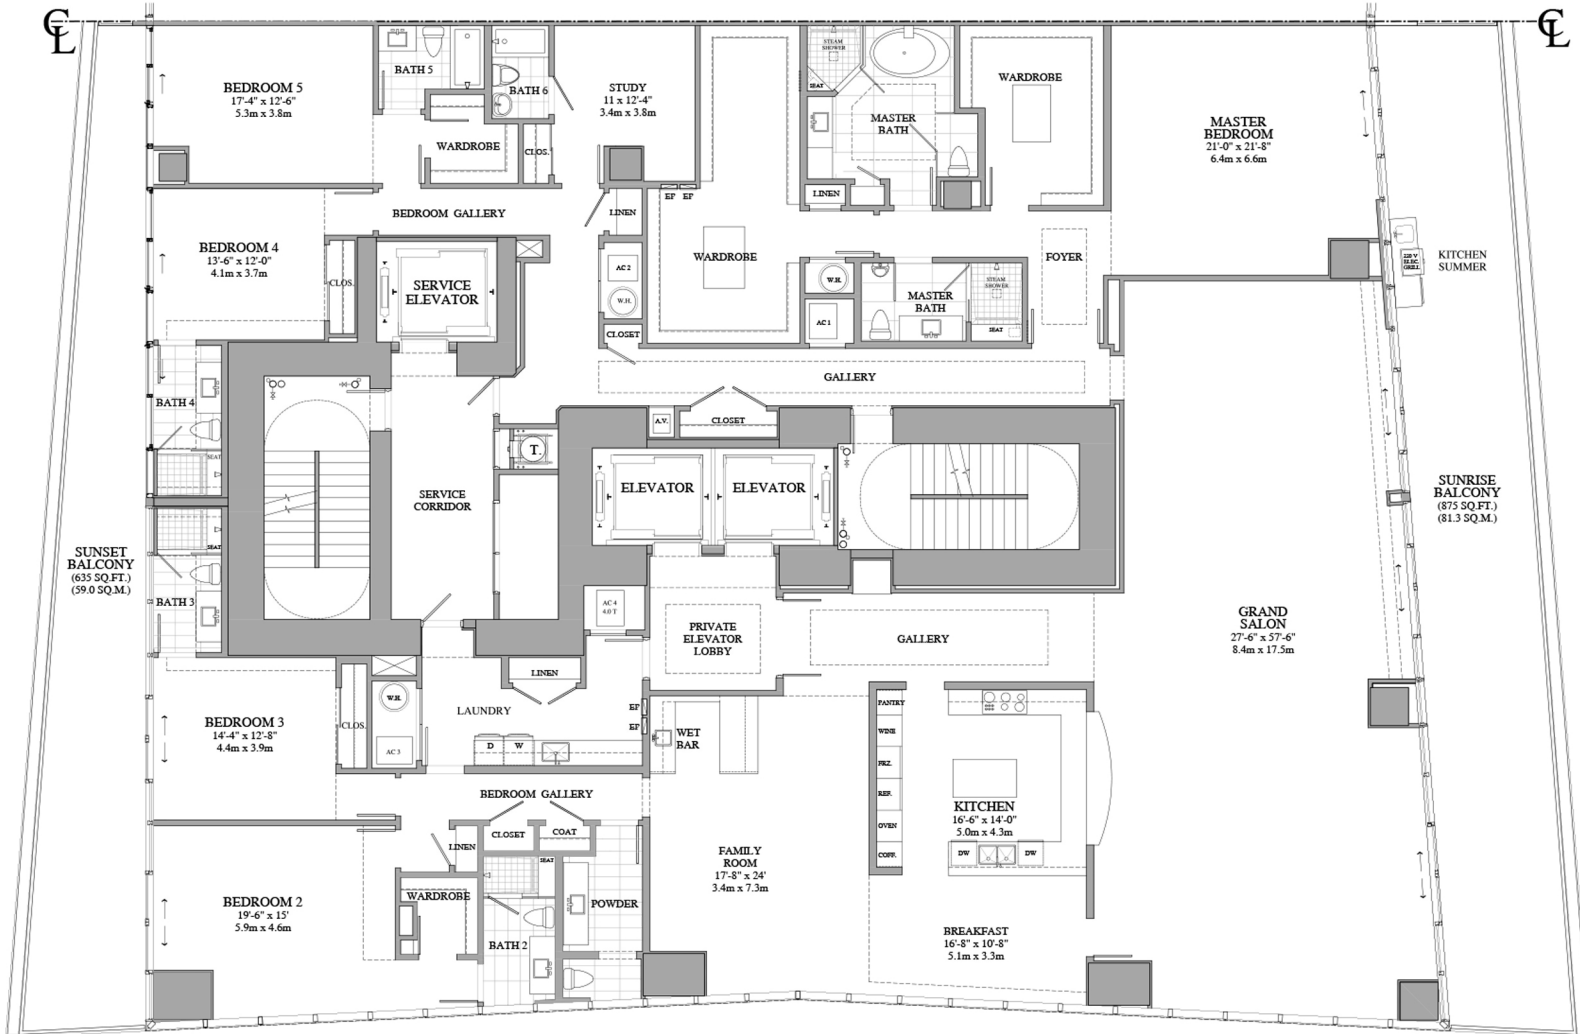 CL
CL
BEDROOM 5
17'-4" x 12'-6"
5.3m x 3.8m
BATH 5
BATH 6
WARDROBE
CLOS.
STUDY
11 x 12'-4"
3.4m x 3.8m
STEAM
SHOWER
SEAT
MASTER
BATH
WARDROBE
MASTER
BEDROOM
21'-0" x 21'-8"
6.4m x 6.6m
LINEN
EF
EF
BEDROOM GALLERY
LINEN
BEDROOM 4
13'-6" x 12'-0"
4.1m x 3.7m
CLOS.
SERVICE
ELEVATOR
AC 2
W.H.
CLOSET
WARDROBE
W.H.
AC 1
MASTER
BATH
STEAM
SHOWER
SEAT
FOYER
220 V
ELEC.
GRILL
KITCHEN
SUMMER
GALLERY
BATH 4
SEAT
A.V.
CLOSET
T.
ELEVATOR
ELEVATOR
SERVICE
CORRIDOR
SUNRISE
BALCONY
(875 SQ.FT.)
(81.3 SQ.M.)
SUNSET
BALCONY
(635 SQ.FT.)
(59.0 SQ.M.)
SEAT
BATH 3
AC 4
4.0 T
PRIVATE
ELEVATOR
LOBBY
GALLERY
GRAND
SALON
27'-6" x 57'-6"
8.4m x 17.5m
LINEN
W.H.
AC 3
LAUNDRY
EF
EF
D
W
BEDROOM 3
14'-4" x 12'-8"
4.4m x 3.9m
CLOS.
WET
BAR
PANTRY
WINE
FRZ.
REF.
OVEN
COFF.
KITCHEN
16'-6" x 14'-0"
5.0m x 4.3m
DW
DW
BEDROOM GALLERY
CLOSET
COAT
LINEN
SEAT
FAMILY
ROOM
17'-8" x 24'
3.4m x 7.3m
BEDROOM 2
19'-6" x 15'
5.9m x 4.6m
WARDROBE
BATH 2
POWDER
BREAKFAST
16'-8" x 10'-8"
5.1m x 3.3m